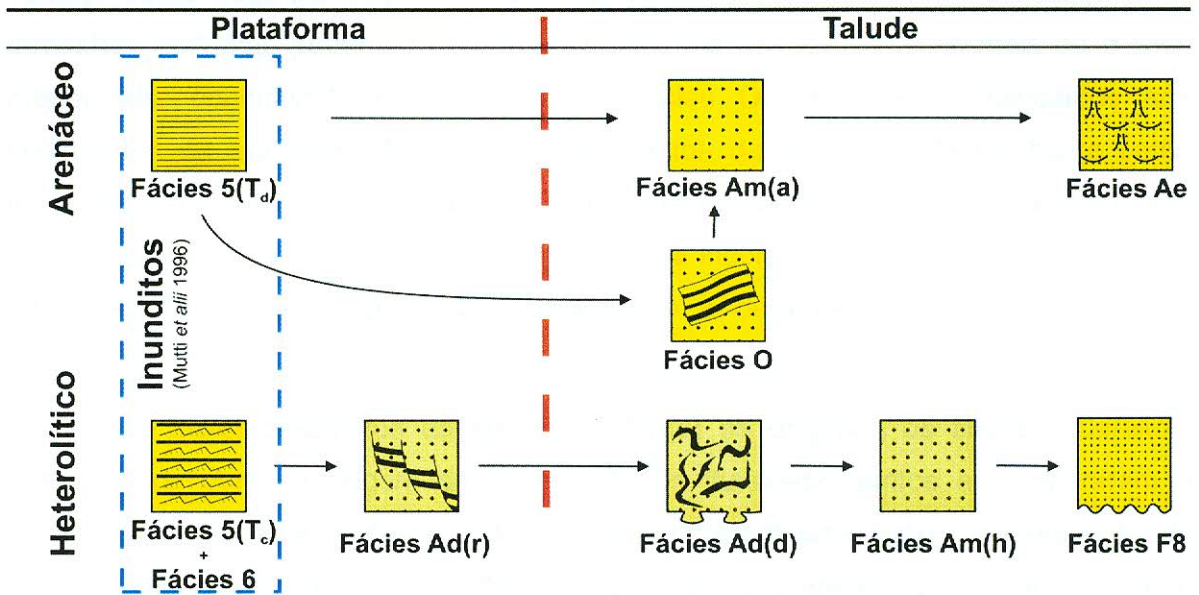 Plataforma
Talude
Arenáceo
Fácies 5(Td)
Fácies Am(a)
Fácies Ae
Inunditos
(Mutti et alii 1996)
Fácies O
Heterolítico
Fácies 5(Tc)
+
Fácies 6
Fácies Ad(r)
Fácies Ad(d)
Fácies Am(h)
Fácies F8